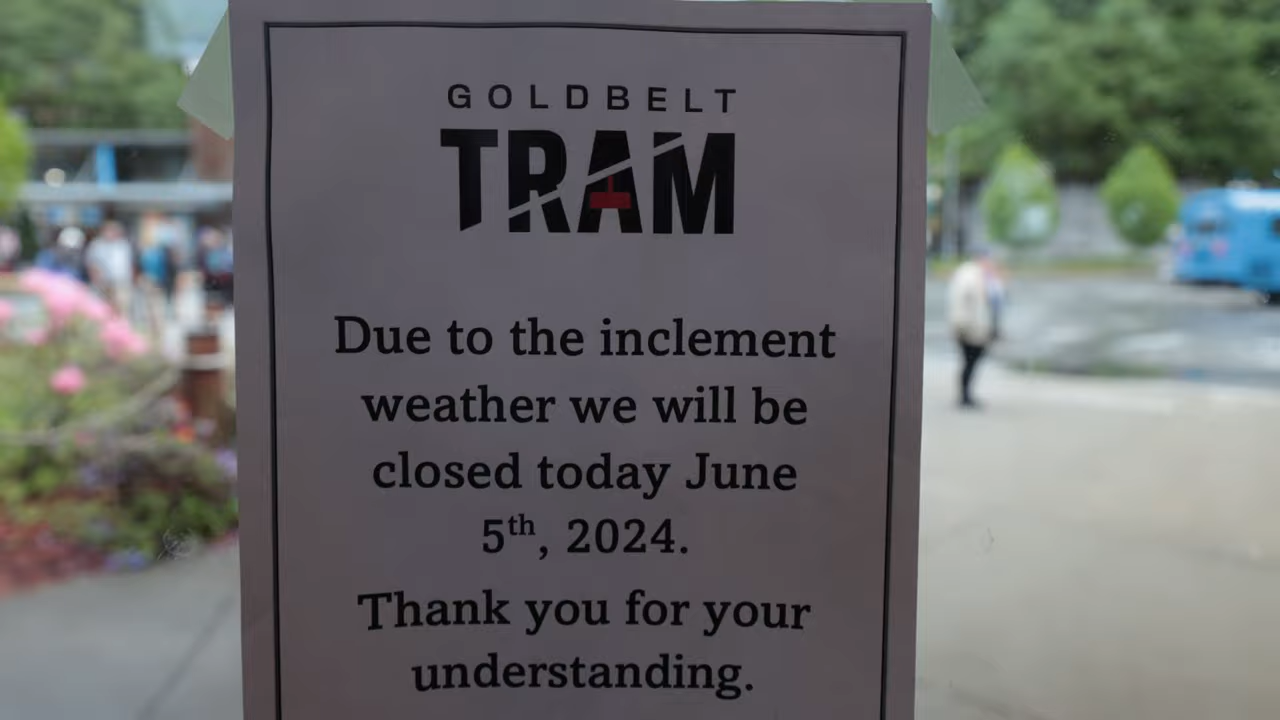 GOLDBELT
TRAM
Due to the inclement
weather we will be
closed today June
5th, 2024.
Thank you for your
understanding.